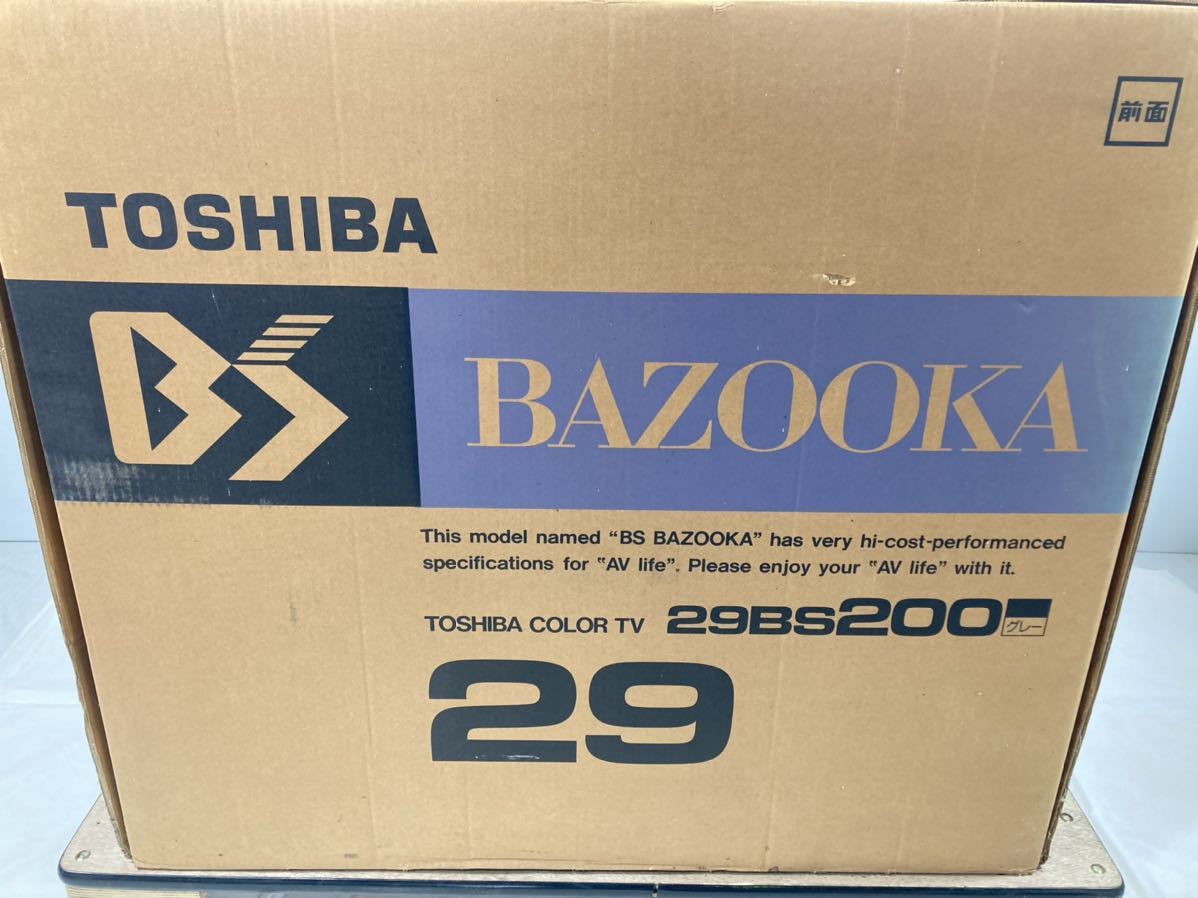 前面
TOSHIBA
BS
BAZOOKA
This model named "BS BAZOOKA" has very hi-cost-performanced
specifications for "AV life". Please enjoy your "AV life" with it.
TOSHIBA COLOR TV 29BS200 グレー
29